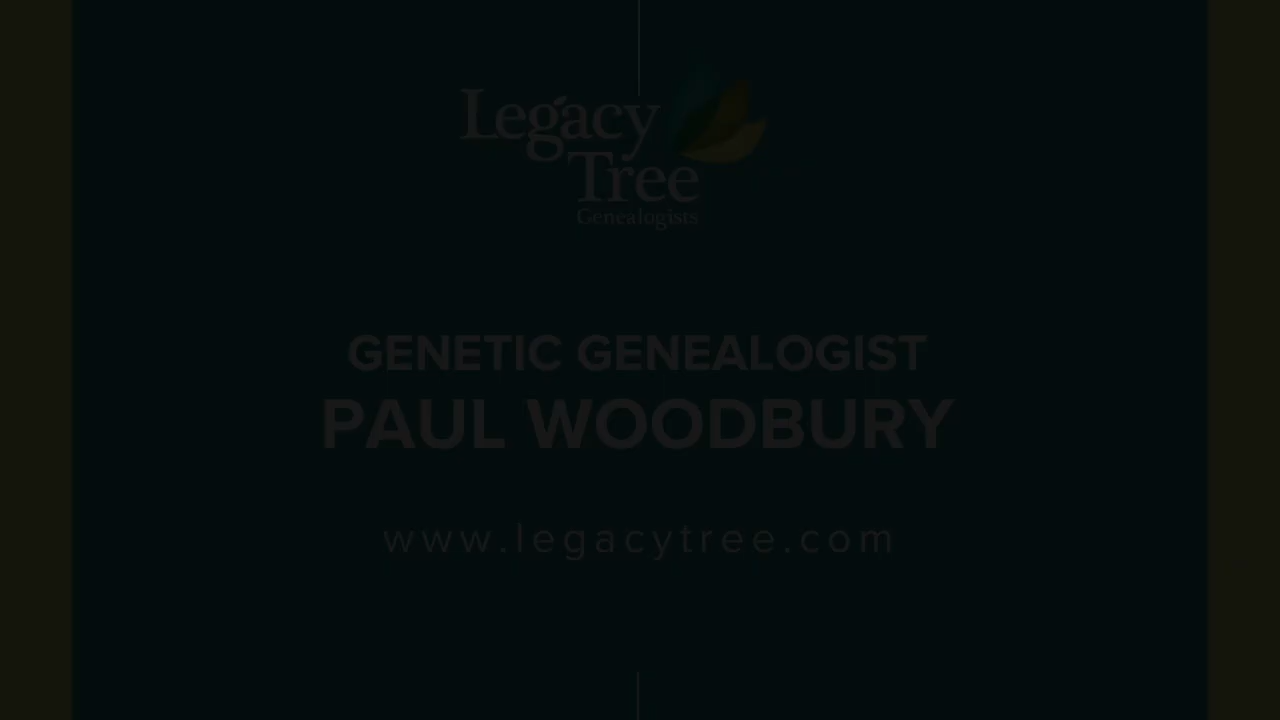 Legacy
Tree
Genealogists
GENETIC GENEALOGIST
PAUL WOODBURY
www.legacytree.com